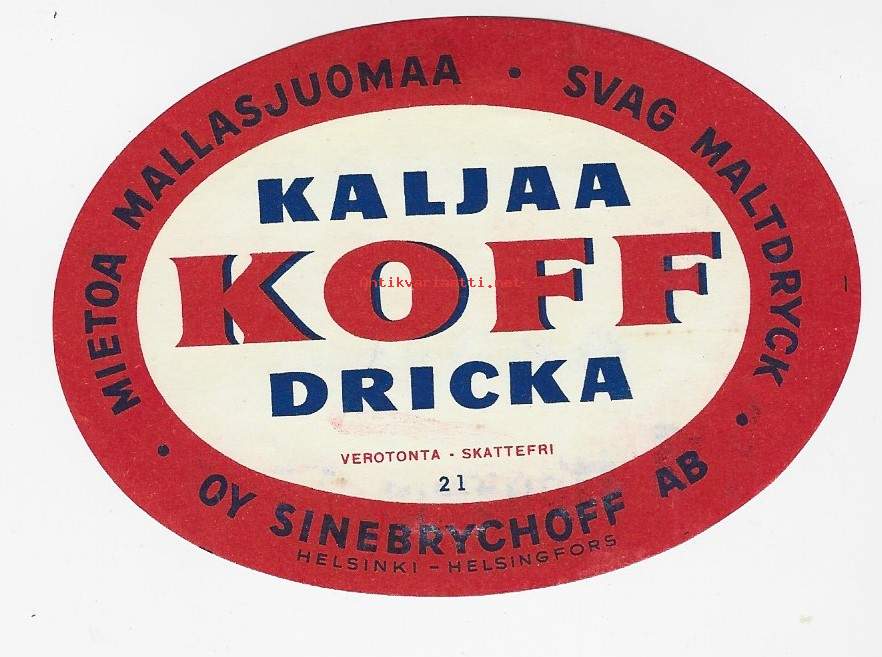 MIETOA MALLASJUOMAA • SVAG MALTDRYCK •
KALJAA
KOFF
Antikvariaatti.net
DRICKA
VEROTONTA - SKATTEFRI
21
• OY SINEBRYCHOFF AB
HELSINKI – HELSINGFORS